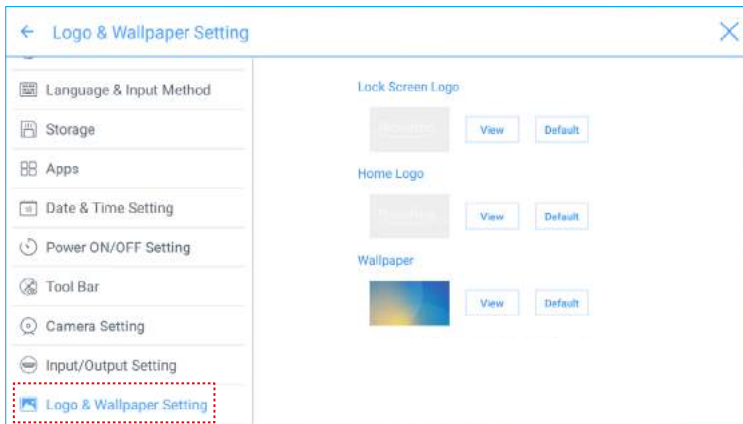 Logo & Wallpaper Setting
Language & Input Method
Storage
Apps
Date & Time Setting
Power ON/OFF Setting
Tool Bar
Camera Setting
Input/Output Setting
Logo & Wallpaper Setting
Lock Screen Logo
View Default
Home Logo
View Default
Wallpaper
View Default